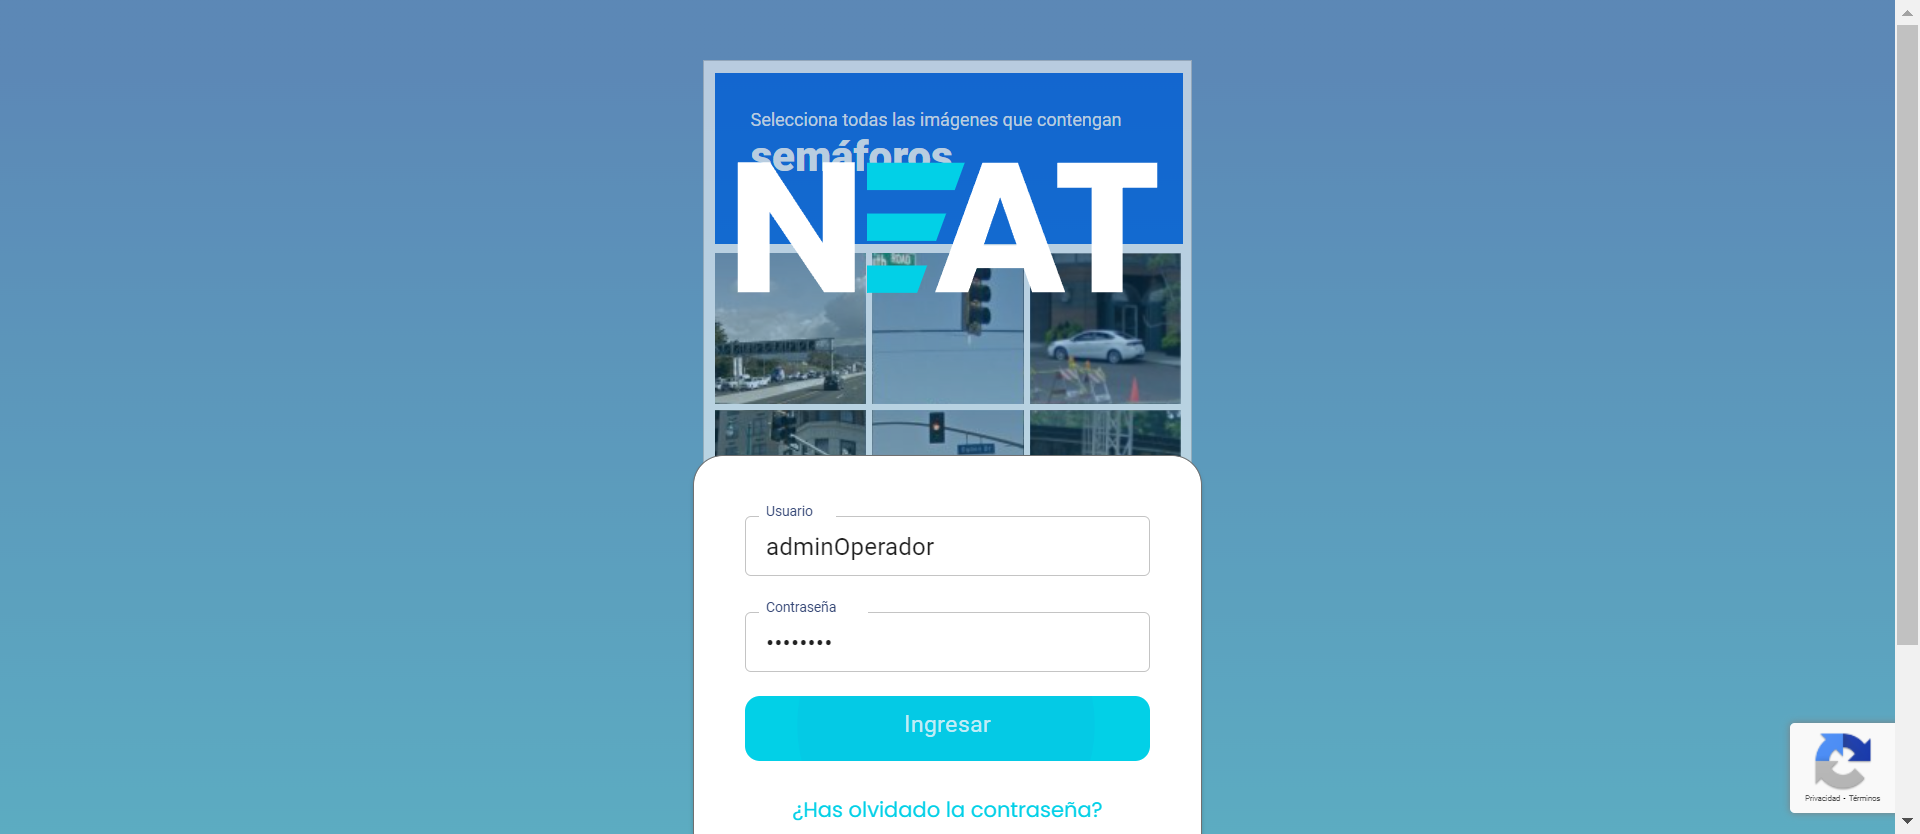 Selecciona todas las imágenes que contengan
semáforos
NEAT
ROAD
Usuario
adminOperador
Contraseña
••••••••
Ingresar
¿Has olvidado la contraseña?
Privacidad - Términos